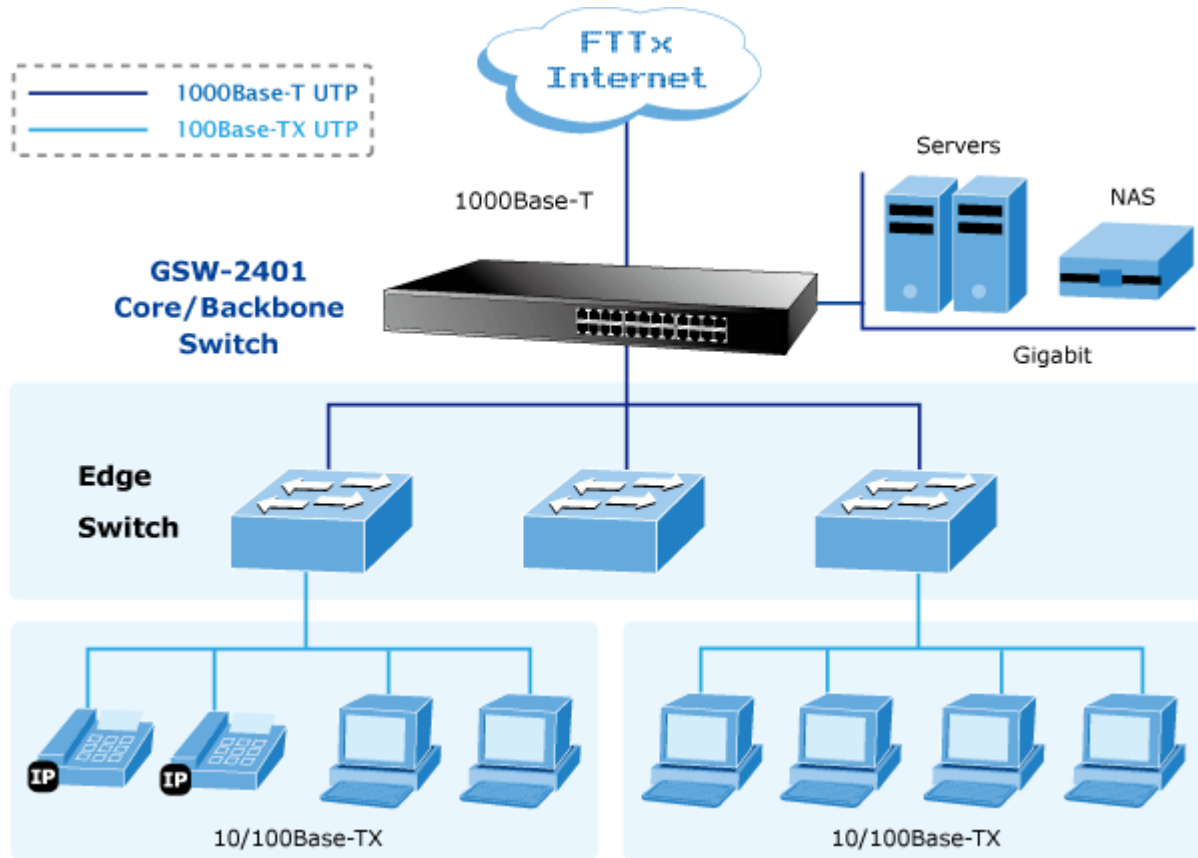 FTTx
Internet
1000Base-T UTP
100Base-TX UTP
Servers
NAS
1000Base-T
GSW-2401
Core/Backbone
Switch
Gigabit
Edge
Switch
IP
IP
10/100Base-TX
10/100Base-TX